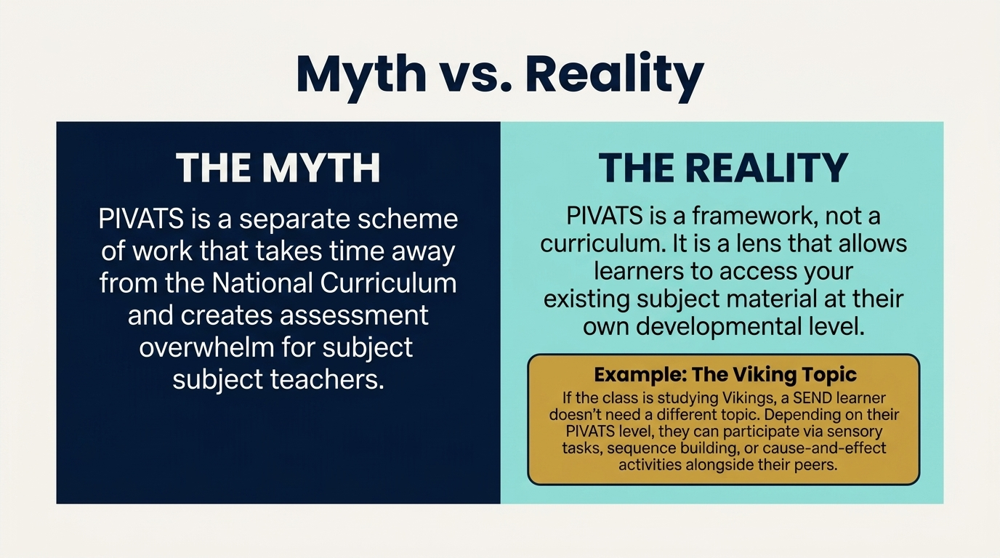 Myth vs. Reality
THE MYTH
PIVATS is a separate scheme
of work that takes time away
from the National Curriculum
and creates assessment
overwhelm for subject
subject teachers.
THE REALITY
PIVATS is a framework, not a
curriculum. It is a lens that allows
learners to access your
existing subject material at their
own developmental level.
Example: The Viking Topic
If the class is studying Vikings, a SEND learner
doesn't need a different topic. Depending on their
PIVATS level, they can participate via sensory
tasks, sequence building, or cause-and-effect
activities alongside their peers.